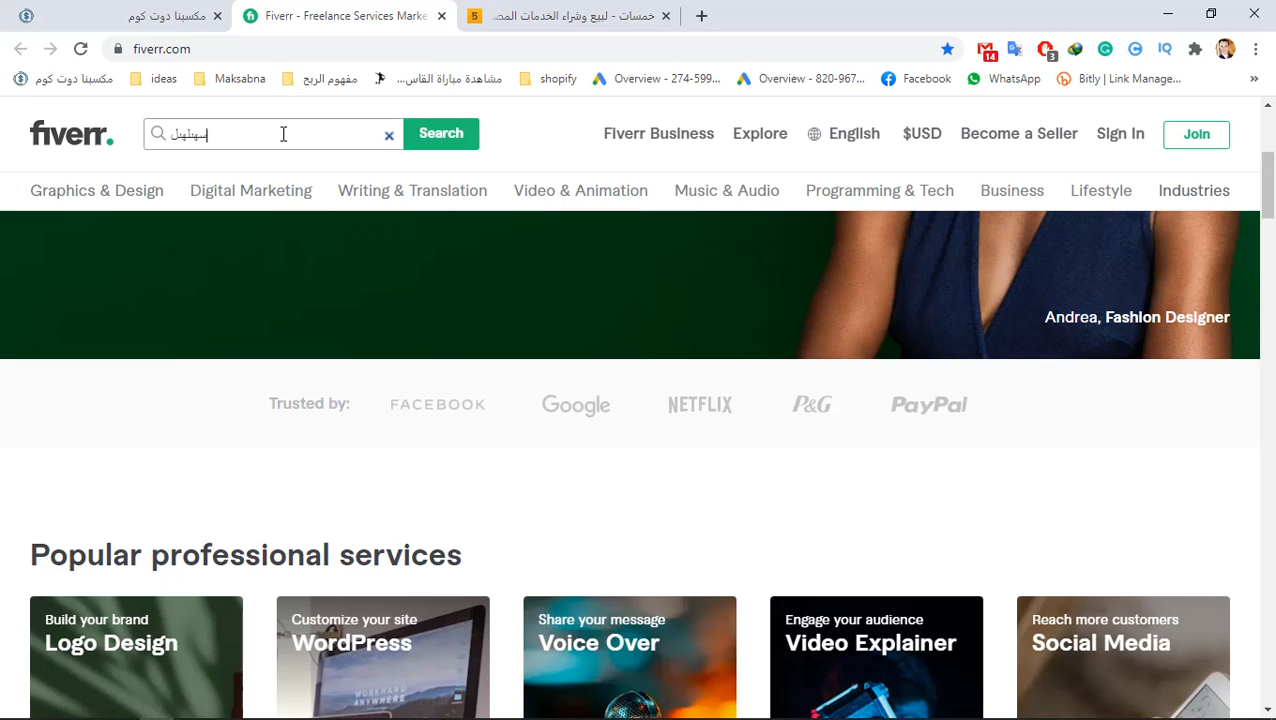 مكسبنا دوت كوم
Fiverr - Freelance Services Marke
خمسات - لبيع وشراء الخدمات المص
fiverr.com
14
3
مكسبنا دوت كوم
ideas
Maksabna
مفهوم الربح
مشاهدة مباراة القاس...
shopify
Overview - 274-599...
Overview - 820-967...
Facebook
WhatsApp
Bitly | Link Manage...
fiverr.
Search
Fiverr Business
Explore
English
$USD
Become a Seller
Sign In
Join
Graphics & Design
Digital Marketing
Writing & Translation
Video & Animation
Music & Audio
Programming & Tech
Business
Lifestyle
Industries
Andrea, Fashion Designer
Trusted by:
FACEBOOK
Google
NETFLIX
P&G
PayPal
Popular professional services
Build your brand
Logo Design
Customize your site
WordPress
Share your message
Voice Over
Engage your audience
Video Explainer
Reach more customers
Social Media